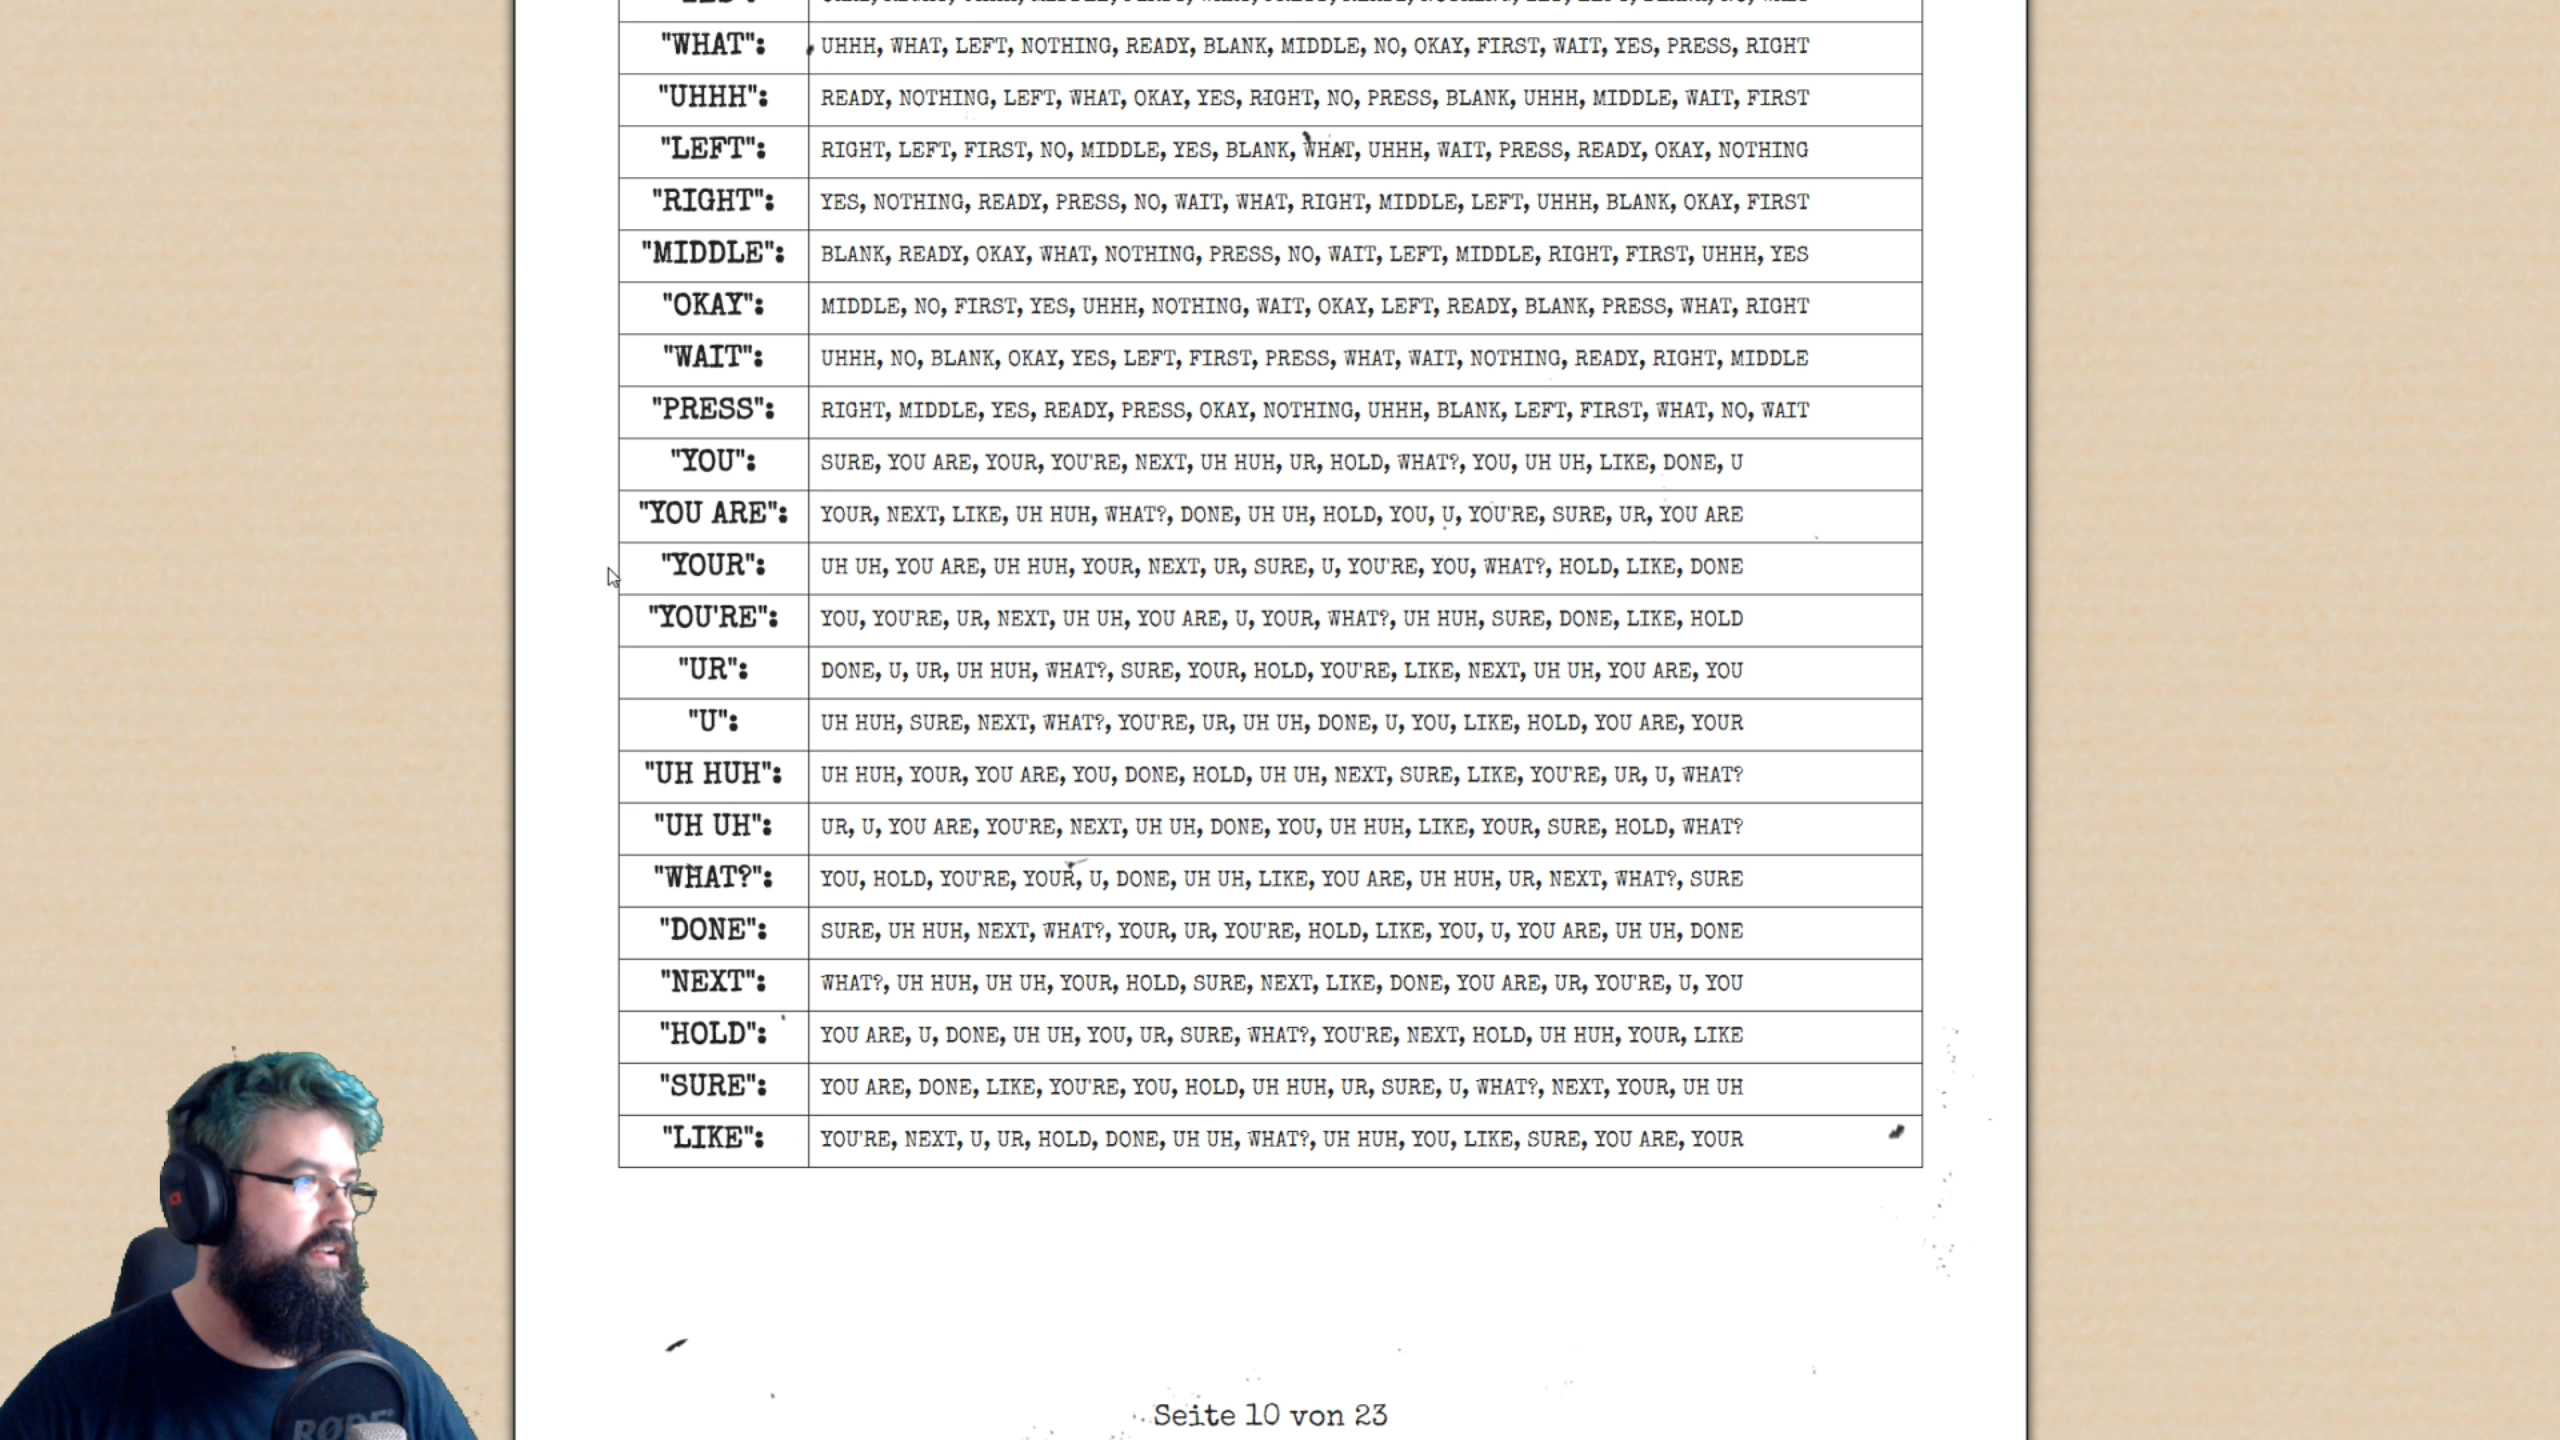 "WHAT": UHHH, WHAT, LEFT, NOTHING, READY, BLANK, MIDDLE, NO, OKAY, FIRST, WAIT, YES, PRESS, RIGHT
"UHHH": READY, NOTHING, LEFT, WHAT, OKAY, YES, RIGHT, NO, PRESS, BLANK, UHHH, MIDDLE, WAIT, FIRST
"LEFT": RIGHT, LEFT, FIRST, NO, MIDDLE, YES, BLANK, WHAT, UHHH, WAIT, PRESS, READY, OKAY, NOTHING
"RIGHT": YES, NOTHING, READY, PRESS, NO, WAIT, WHAT, RIGHT, MIDDLE, LEFT, UHHH, BLANK, OKAY, FIRST
"MIDDLE": BLANK, READY, OKAY, WHAT, NOTHING, PRESS, NO, WAIT, LEFT, MIDDLE, RIGHT, FIRST, UHHH, YES
"OKAY": MIDDLE, NO, FIRST, YES, UHHH, NOTHING, WAIT, OKAY, LEFT, READY, BLANK, PRESS, WHAT, RIGHT
"WAIT": UHHH, NO, BLANK, OKAY, YES, LEFT, FIRST, PRESS, WHAT, WAIT, NOTHING, READY, RIGHT, MIDDLE
"PRESS": RIGHT, MIDDLE, YES, READY, PRESS, OKAY, NOTHING, UHHH, BLANK, LEFT, FIRST, WHAT, NO, WAIT
"YOU": SURE, YOU ARE, YOUR, YOU'RE, NEXT, UH HUH, UR, HOLD, WHAT?, YOU, UH UH, LIKE, DONE, U
"YOU ARE": YOUR, NEXT, LIKE, UH HUH, WHAT?, DONE, UH UH, HOLD, YOU, U, YOU'RE, SURE, UR, YOU ARE
"YOUR": UH UH, YOU ARE, UH HUH, YOUR, NEXT, UR, SURE, U, YOU'RE, YOU, WHAT?, HOLD, LIKE, DONE
"YOU'RE": YOU, YOU'RE, UR, NEXT, UH UH, YOU ARE, U, YOUR, WHAT?, UH HUH, SURE, DONE, LIKE, HOLD
"UR": DONE, U, UR, UH HUH, WHAT?, SURE, YOUR, HOLD, YOU'RE, LIKE, NEXT, UH UH, YOU ARE, YOU
"U": UH HUH, SURE, NEXT, WHAT?, YOU'RE, UR, UH UH, DONE, U, YOU, LIKE, HOLD, YOU ARE, YOUR
"UH HUH": UH HUH, YOUR, YOU ARE, YOU, DONE, HOLD, UH UH, NEXT, SURE, LIKE, YOU'RE, UR, U, WHAT?
"UH UH": UR, U, YOU ARE, YOU'RE, NEXT, UH UH, DONE, YOU, UH HUH, LIKE, YOUR, SURE, HOLD, WHAT?
"WHAT?": YOU, HOLD, YOU'RE, YOUR, U, DONE, UH UH, LIKE, YOU ARE, UH HUH, UR, NEXT, WHAT?, SURE
"DONE": SURE, UH HUH, NEXT, WHAT?, YOUR, UR, YOU'RE, HOLD, LIKE, YOU, U, YOU ARE, UH UH, DONE
"NEXT": WHAT?, UH HUH, UH UH, YOUR, HOLD, SURE, NEXT, LIKE, DONE, YOU ARE, UR, YOU'RE, U, YOU
"HOLD": YOU ARE, U, DONE, UH UH, YOU, UR, SURE, WHAT?, YOU'RE, NEXT, HOLD, UH HUH, YOUR, LIKE
"SURE": YOU ARE, DONE, LIKE, YOU'RE, YOU, HOLD, UH HUH, UR, SURE, U, WHAT?, NEXT, YOUR, UH UH
"LIKE": YOU'RE, NEXT, U, UR, HOLD, DONE, UH UH, WHAT?, UH HUH, YOU, LIKE, SURE, YOU ARE, YOUR
RØDE
Seite 10 von 23